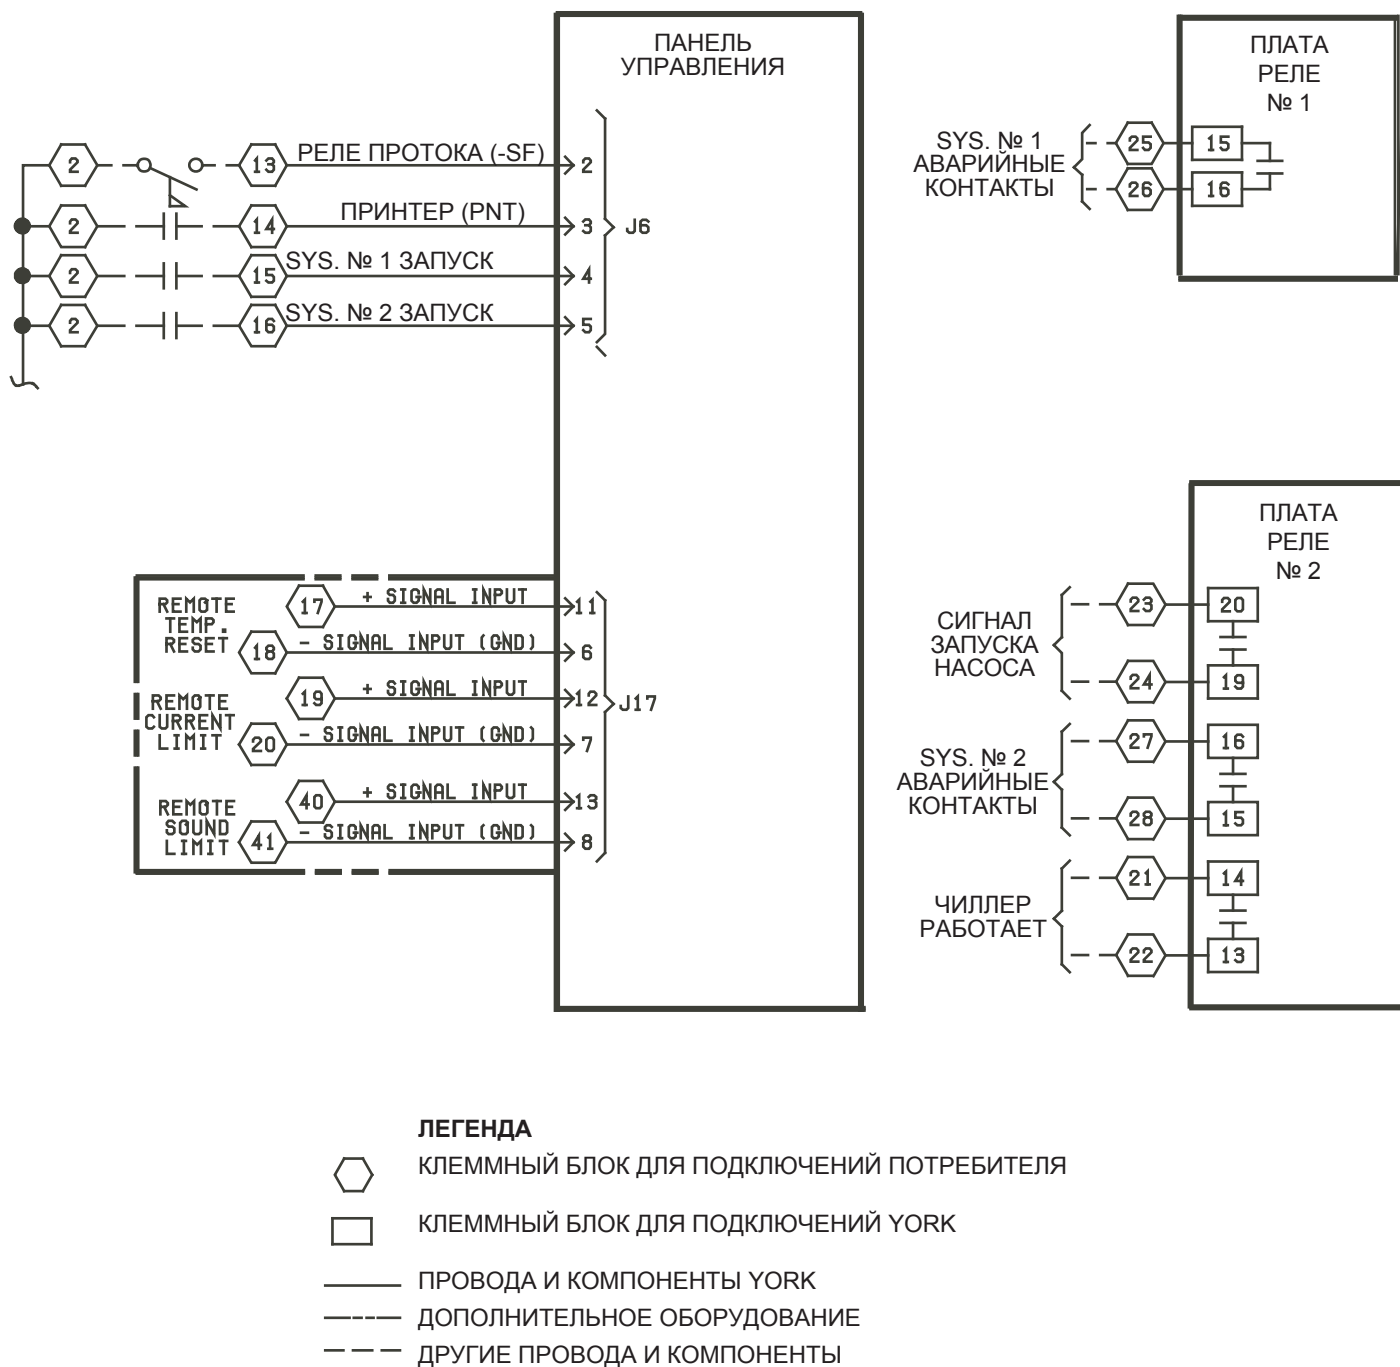 ПАНЕЛЬ
УПРАВЛЕНИЯ
2 13 РЕЛЕ ПРОТОКА (-SF) 2
2 14 ПРИНТЕР (PNT) 3
J6
2 15 SYS. № 1 ЗАПУСК 4
2 16 SYS. № 2 ЗАПУСК 5
REMOTE
TEMP.
RESET
17 + SIGNAL INPUT 11
18 - SIGNAL INPUT (GND) 6
REMOTE
CURRENT
LIMIT
19 + SIGNAL INPUT 12
J17
20 - SIGNAL INPUT (GND) 7
REMOTE
SOUND
LIMIT
40 + SIGNAL INPUT 13
41 - SIGNAL INPUT (GND) 8
ПЛАТА
РЕЛЕ
№ 1
SYS. № 1
АВАРИЙНЫЕ
КОНТАКТЫ
25 15
26 16
ПЛАТА
РЕЛЕ
№ 2
СИГНАЛ
ЗАПУСКА
НАСОСА
23 20
24 19
SYS. № 2
АВАРИЙНЫЕ
КОНТАКТЫ
27 16
28 15
ЧИЛЛЕР
РАБОТАЕТ
21 14
22 13
ЛЕГЕНДА
КЛЕММНЫЙ БЛОК ДЛЯ ПОДКЛЮЧЕНИЙ ПОТРЕБИТЕЛЯ
КЛЕММНЫЙ БЛОК ДЛЯ ПОДКЛЮЧЕНИЙ YORK
ПРОВОДА И КОМПОНЕНТЫ YORK
ДОПОЛНИТЕЛЬНОЕ ОБОРУДОВАНИЕ
ДРУГИЕ ПРОВОДА И КОМПОНЕНТЫ